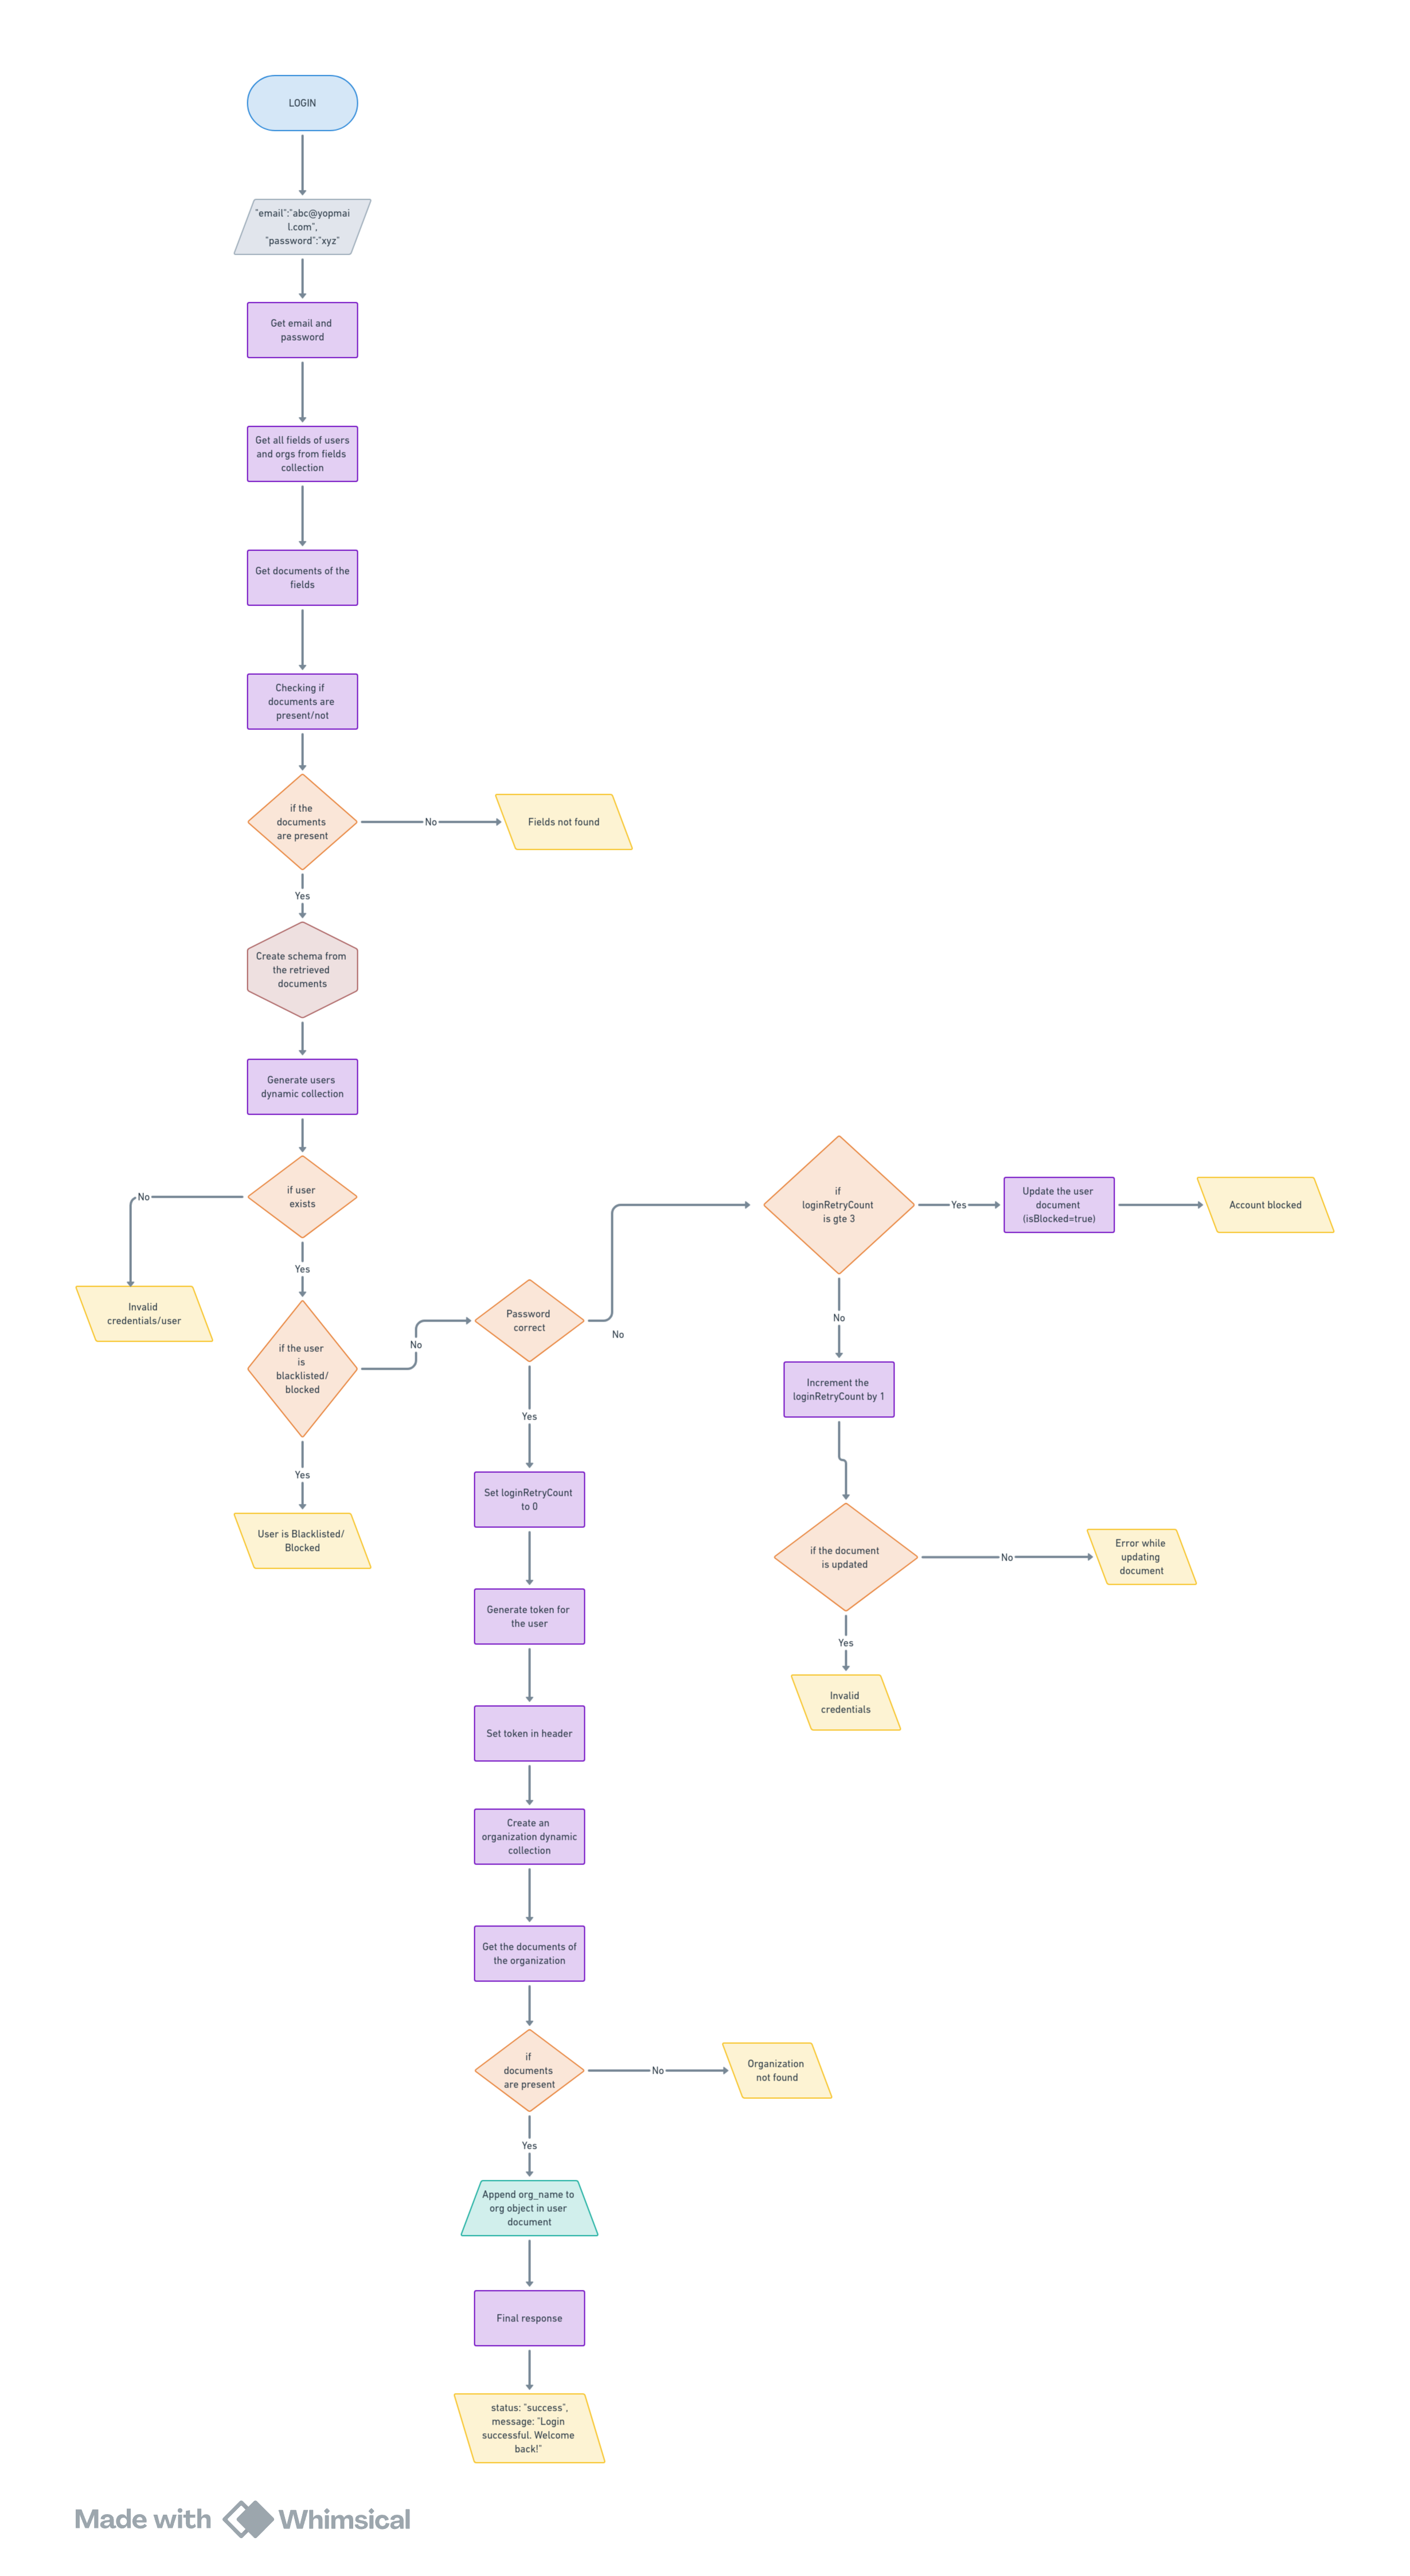 LOGIN
"email":"abc@yopmai
l.com",
"password":"xyz"
Get email and
password
Get all fields of users
and orgs from fields
collection
Get documents of the
fields
Checking if
documents are
present/not
if the
documents
are present
No
Fields not found
Yes
Create schema from
the retrieved
documents
Generate users
dynamic collection
if user
exists
No
Invalid
credentials/user
Yes
if the user
is
blacklisted/
blocked
Yes
User is Blacklisted/
Blocked
No
Password
correct
No
if
loginRetryCount
is gte 3
Yes
Update the user
document
(isBlocked=true)
Account blocked
No
Increment the
loginRetryCount by 1
if the document
is updated
No
Error while
updating
document
Yes
Invalid
credentials
Yes
Set loginRetryCount
to 0
Generate token for
the user
Set token in header
Create an
organization dynamic
collection
Get the documents of
the organization
if
documents
are present
No
Organization
not found
Yes
Append org_name to
org object in user
document
Final response
status: "success",
message: "Login
successful. Welcome
back!"
Made with Whimsical